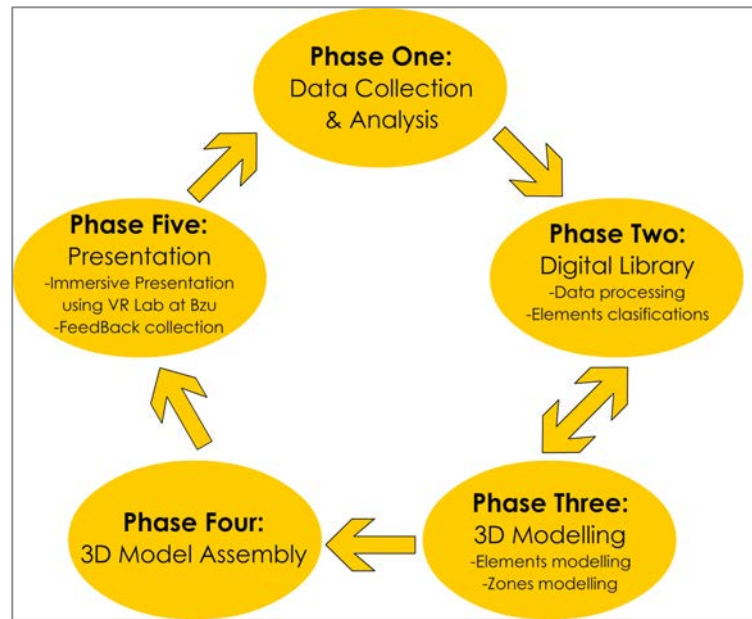 Phase One:
Data Collection
& Analysis
Phase Two:
Digital Library
-Data processing
-Elements clasifications
Phase Three:
3D Modelling
-Elements modelling
-Zones modelling
Phase Four:
3D Model Assembly
Phase Five:
Presentation
-Immersive Presentation
using VR Lab at Bzu
-FeedBack collection